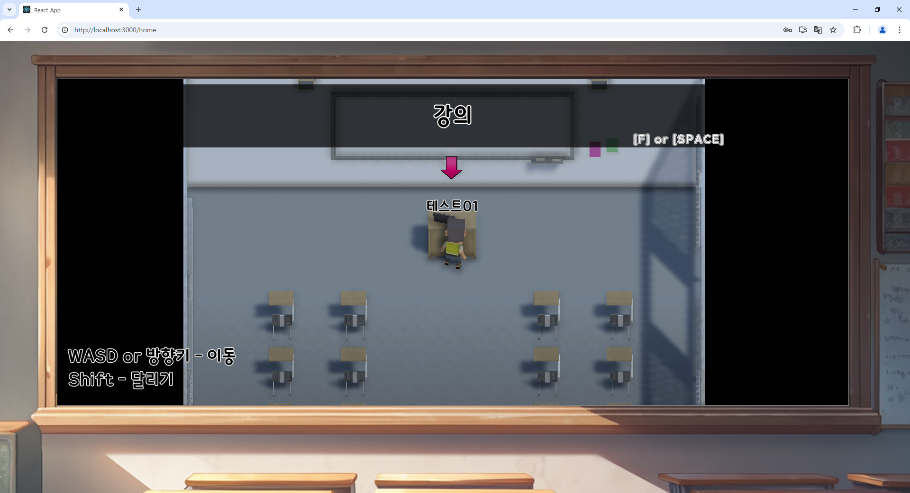 React App
http://localhost:3000/home
강의
[F] or [SPACE]
테스트01
WASD or 방향키 - 이동
Shift - 달리기